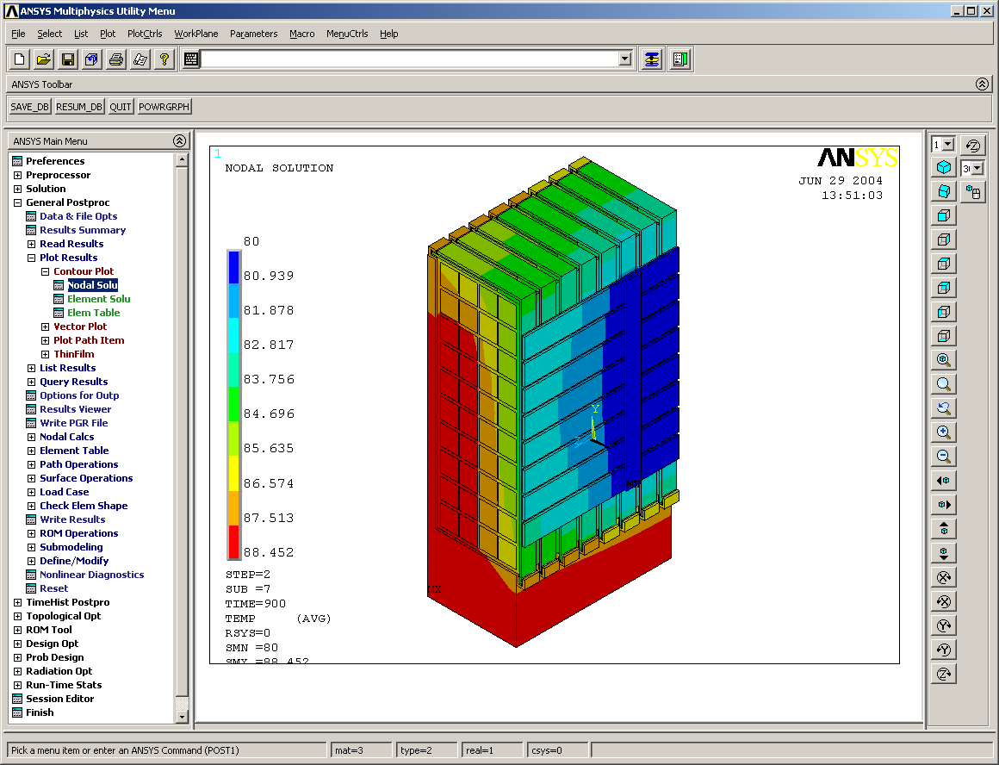 ANSYS Multiphysics Utility Menu
File Select List Plot PlotCtrls WorkPlane Parameters Macro MenuCtrls Help
ANSYS Toolbar
SAVE_DB RESUM_DB QUIT POWRGRPH
ANSYS Main Menu
Preferences
Preprocessor
Solution
General Postproc
Data & File Opts
Results Summary
Read Results
Plot Results
Contour Plot
Nodal Solu
Element Solu
Elem Table
Vector Plot
Plot Path Item
ThinFilm
List Results
Query Results
Options for Outp
Results Viewer
Write PGR File
Nodal Calcs
Element Table
Path Operations
Surface Operations
Load Case
Check Elem Shape
Write Results
ROM Operations
Submodeling
Define/Modify
Nonlinear Diagnostics
Reset
TimeHist Postpro
Topological Opt
ROM Tool
Design Opt
Prob Design
Radiation Opt
Run-Time Stats
Session Editor
Finish
1
NODAL SOLUTION
ANSYS
JUN 29 2004
13:51:03
80
80.939
81.878
82.817
83.756
84.696
85.635
86.574
87.513
88.452
STEP=2
SUB =7
TIME=900
TEMP (AVG)
RSYS=0
SMN =80
SMX =88.452
Y
Z
MN
MX
1
3
Pick a menu item or enter an ANSYS Command (POST1) mat=3 type=2 real=1 csys=0